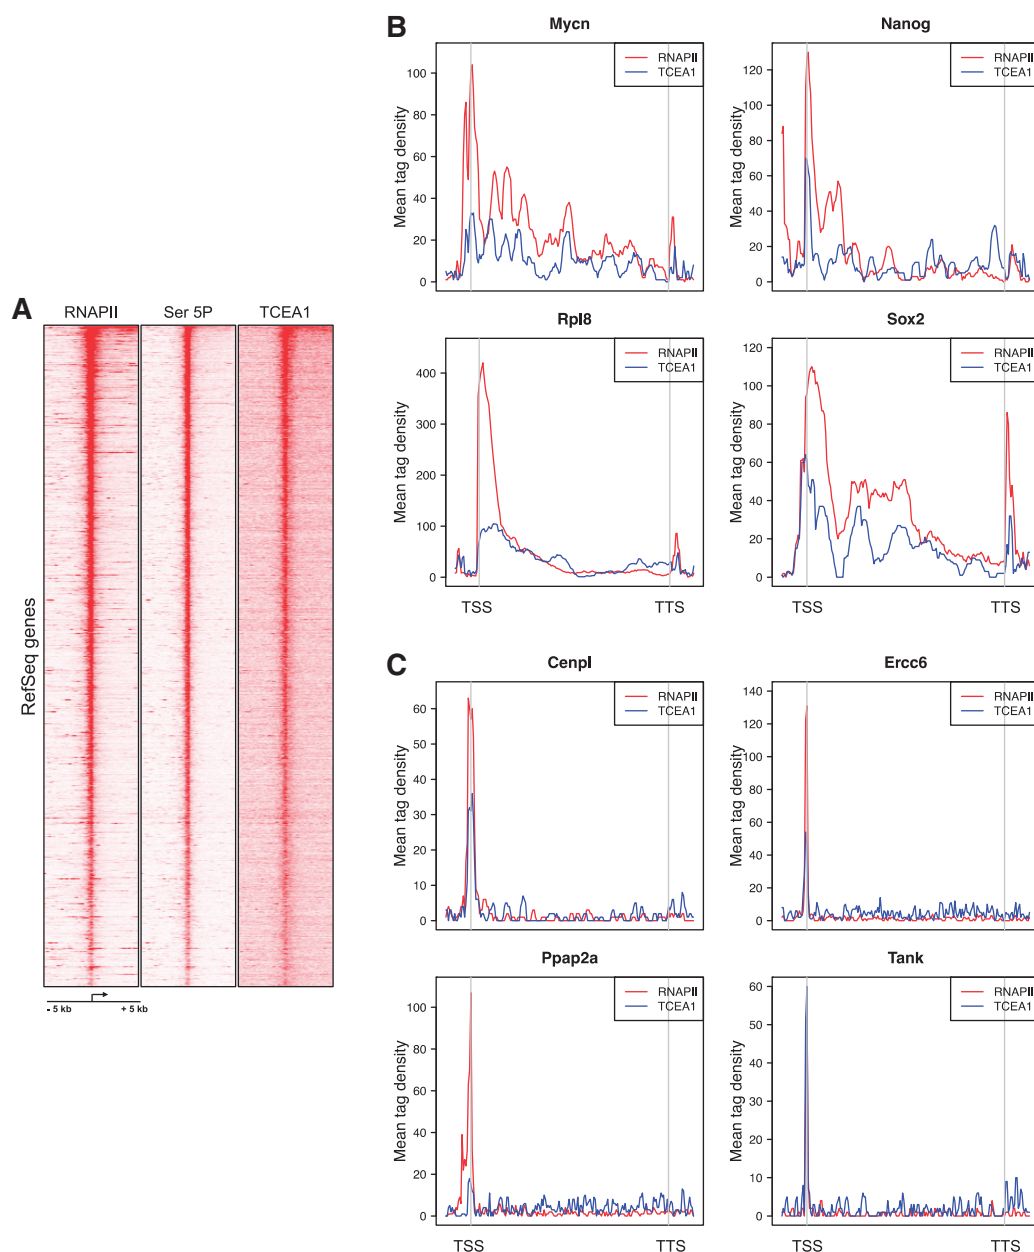 A
RNAPII
Ser 5P
TCEA1
RefSeq genes
- 5 kb
+ 5 kb
B
Mycn
Mean tag density
100
80
60
40
20
0
RNAPII
TCEA1
Nanog
Mean tag density
120
100
80
60
40
20
0
RNAPII
TCEA1
Rpl8
Mean tag density
400
300
200
100
0
RNAPII
TCEA1
TSS
TTS
Sox2
Mean tag density
120
100
80
60
40
20
0
RNAPII
TCEA1
TSS
TTS
C
Cenpl
Mean tag density
60
50
40
30
20
10
0
RNAPII
TCEA1
Ercc6
Mean tag density
140
120
100
80
60
40
20
0
RNAPII
TCEA1
Ppap2a
Mean tag density
100
80
60
40
20
0
RNAPII
TCEA1
TSS
TTS
Tank
Mean tag density
60
50
40
30
20
10
0
RNAPII
TCEA1
TSS
TTS